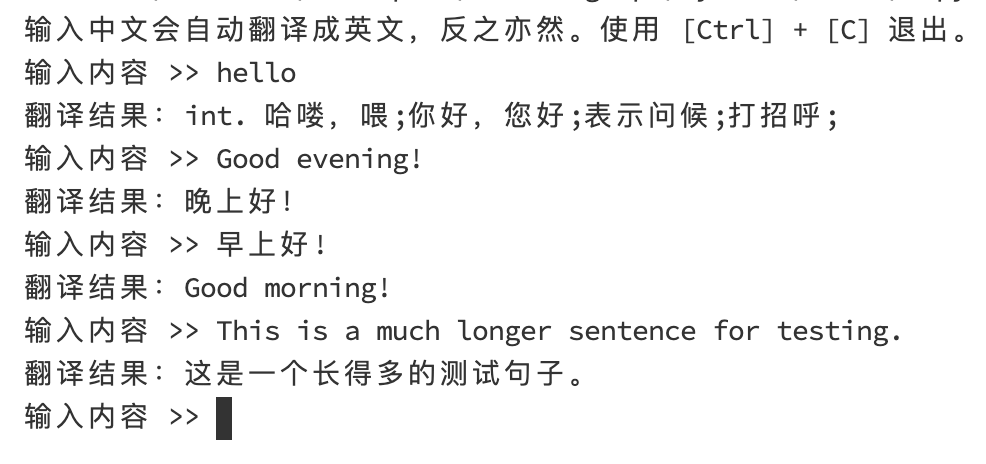 输入中文会自动翻译成英文，反之亦然。使用 [Ctrl] + [C] 退出。
输入内容 >> hello
翻译结果：int. 哈喽，喂;你好，您好;表示问候;打招呼;
输入内容 >> Good evening!
翻译结果：晚上好！
输入内容 >> 早上好！
翻译结果：Good morning!
输入内容 >> This is a much longer sentence for testing.
翻译结果：这是一个长得多的测试句子。
输入内容 >>